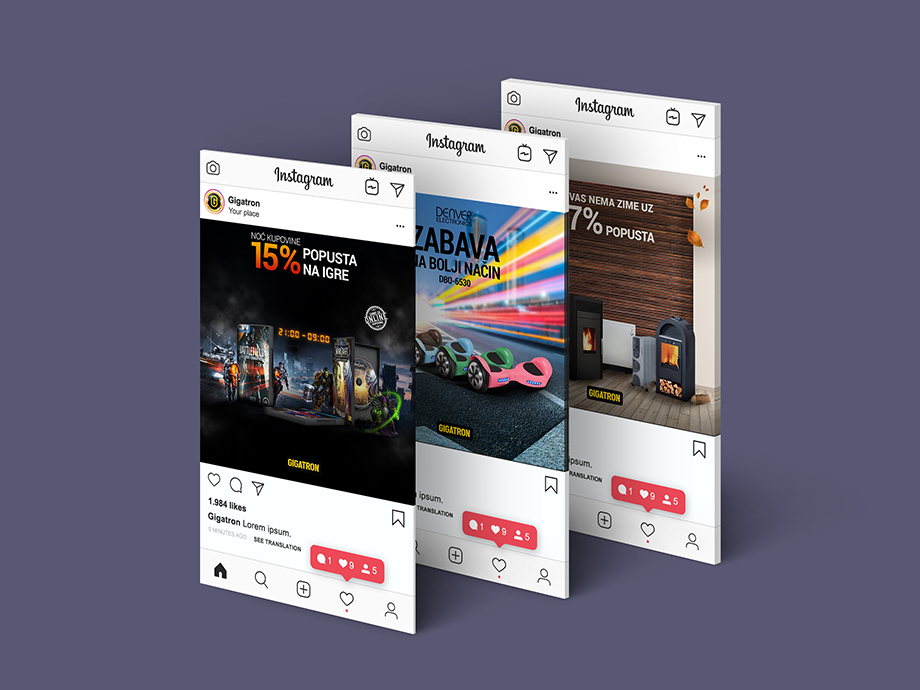 Instagram
Gigatron
Your place
NOĆ KUPOVINE
15% POPUSTA
NA IGRE
ONLINE
21:00 - 09:00
GIGATRON
1.984 likes
Gigatron Lorem ipsum.
9 MINUTES AGO SEE TRANSLATION
1 9 5
Instagram
Gigatron
DENVER
ELECTRONICS
ZABAVA
NA BOLJI NAČIN
DBO-6530
GIGATRON
ipsum.
TRANSLATION
1 9 5
Instagram
Gigatron
VAS NEMA ZIME UZ
7% POPUSTA
GIGATRON
ipsum.
TRANSLATION
1 9 5